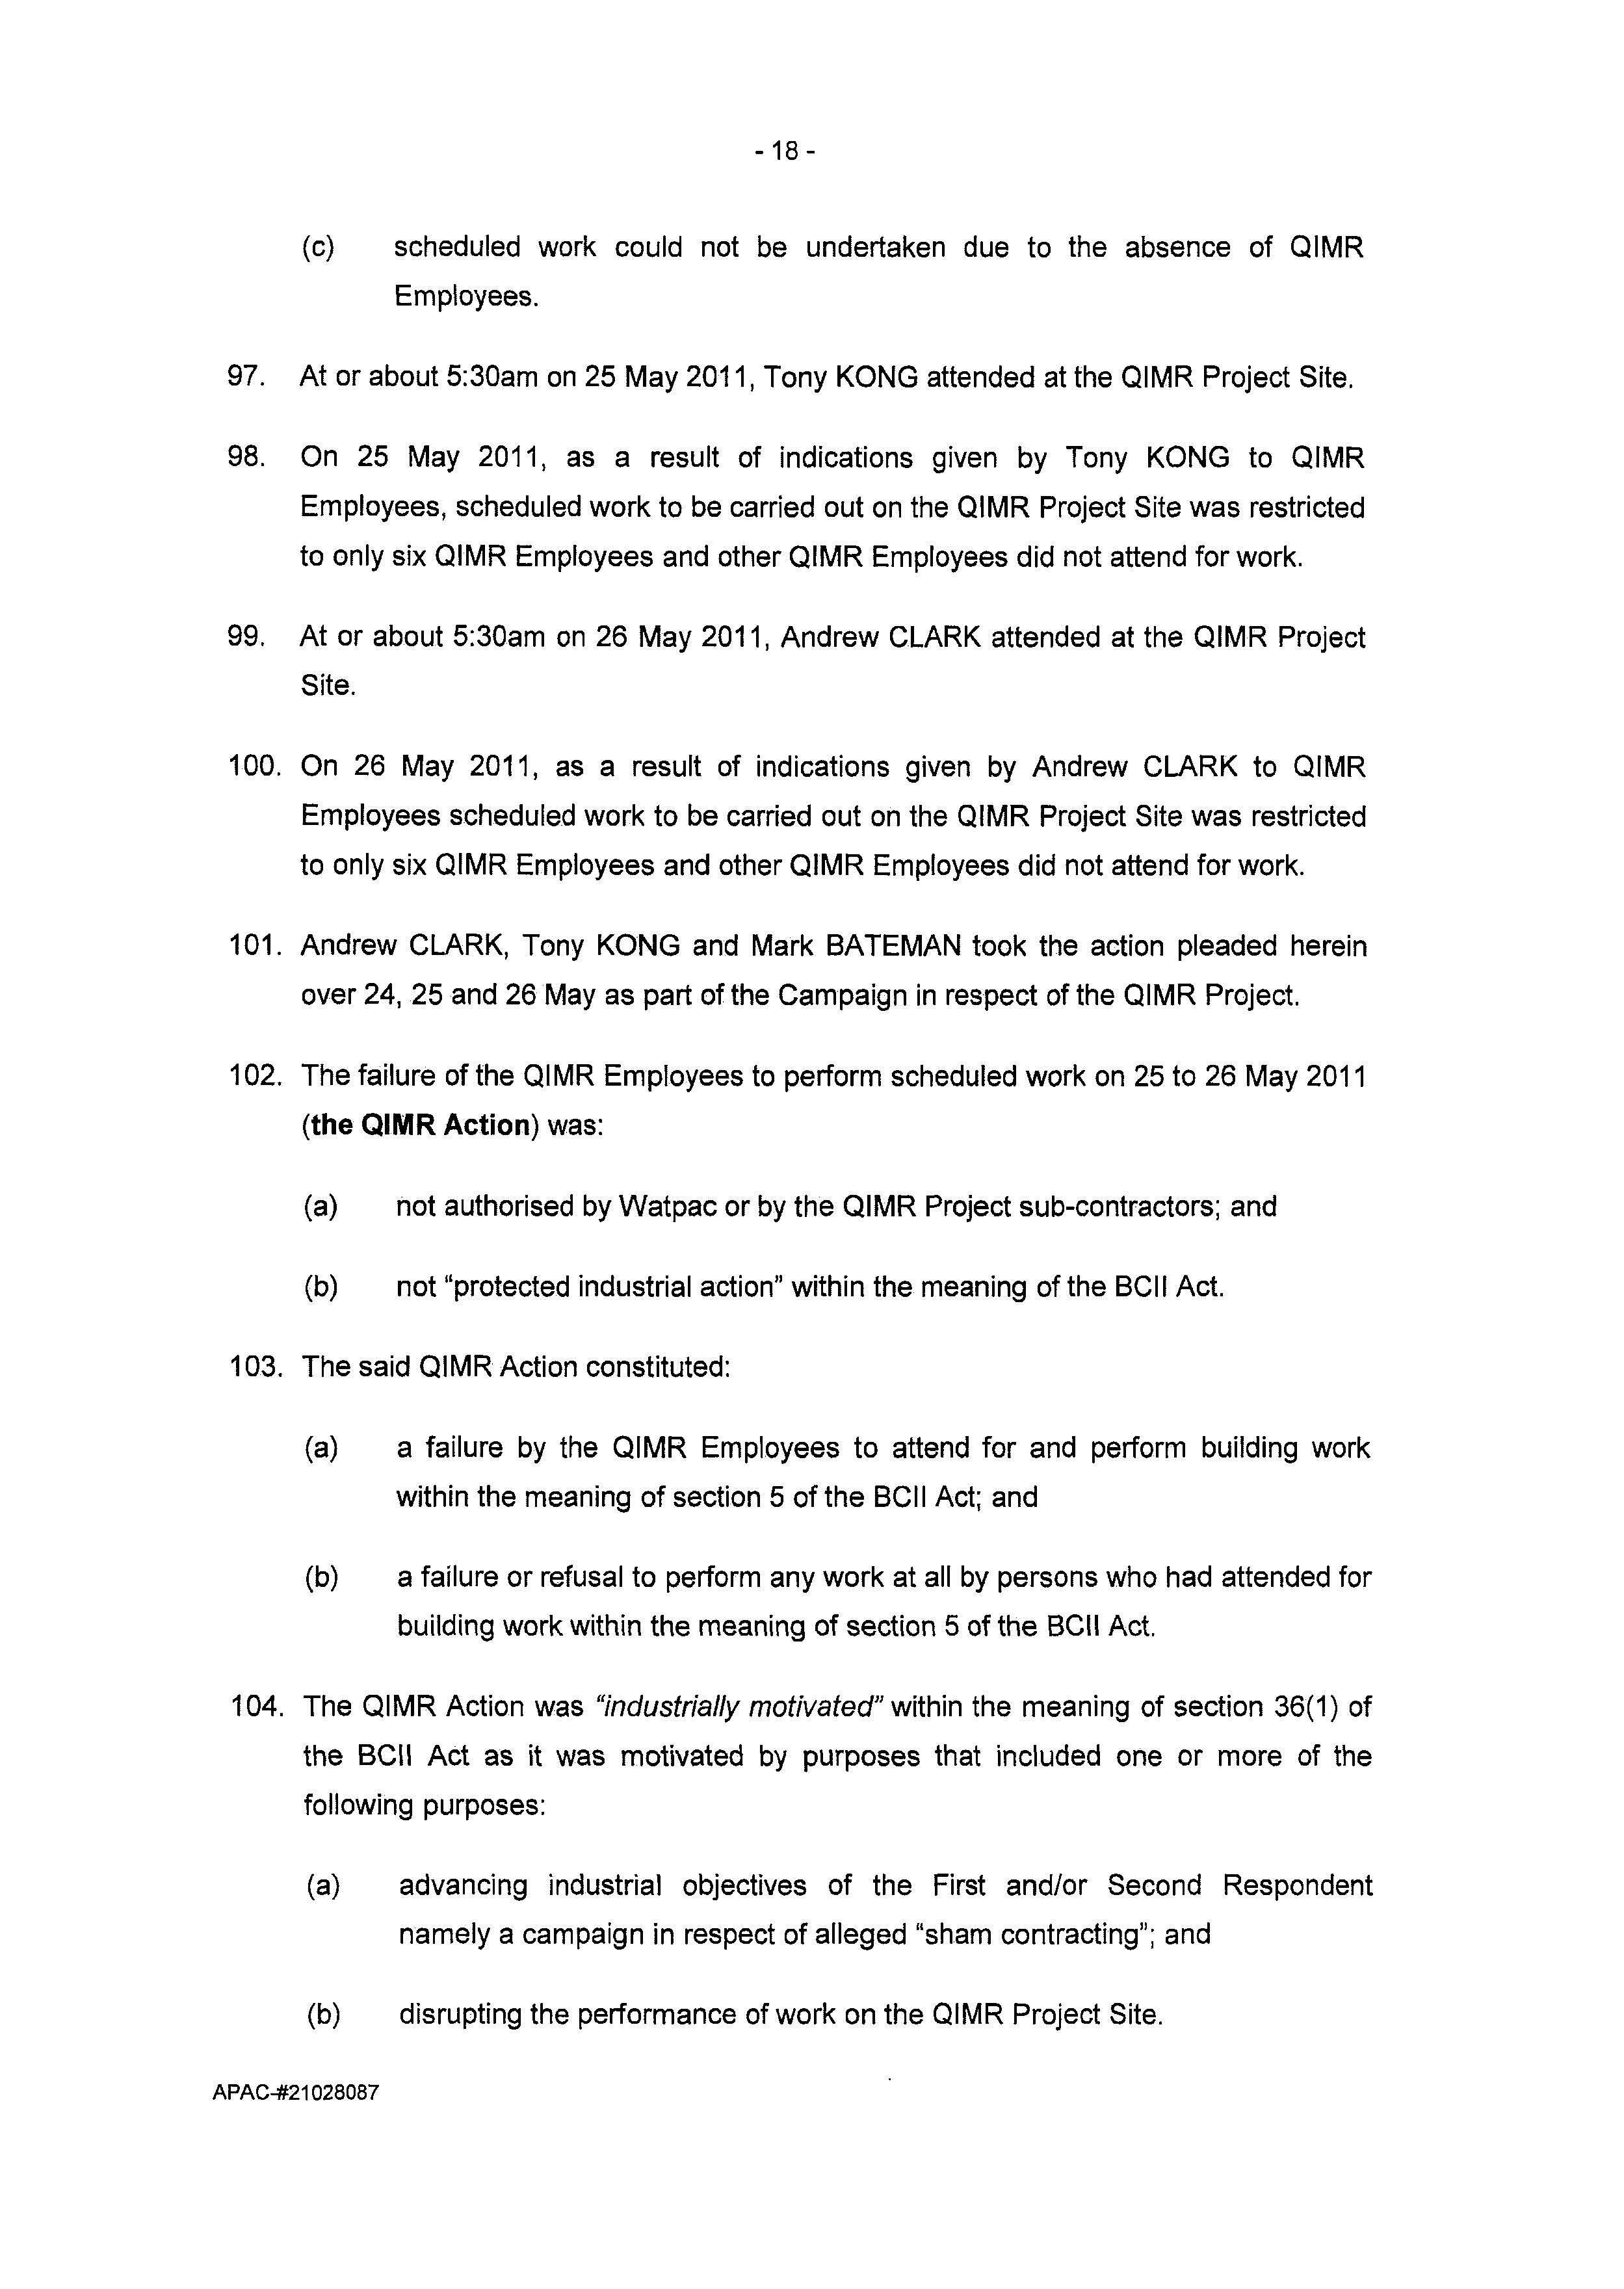 - 18 -
(c) scheduled work could not be undertaken due to the absence of QIMR
Employees.
97. At or about 5:30am on 25 May 2011, Tony KONG attended at the QIMR Project Site.
98. On 25 May 2011, as a result of indications given by Tony KONG to QIMR
Employees, scheduled work to be carried out on the QIMR Project Site was restricted
to only six QIMR Employees and other QIMR Employees did not attend for work.
99. At or about 5:30am on 26 May 2011, Andrew CLARK attended at the QIMR Project
Site.
100. On 26 May 2011, as a result of indications given by Andrew CLARK to QIMR
Employees scheduled work to be carried out on the QIMR Project Site was restricted
to only six QIMR Employees and other QIMR Employees did not attend for work.
101. Andrew CLARK, Tony KONG and Mark BATEMAN took the action pleaded herein
over 24, 25 and 26 May as part of the Campaign in respect of the QIMR Project.
102. The failure of the QIMR Employees to perform scheduled work on 25 to 26 May 2011
(the QIMR Action) was:
(a) not authorised by Watpac or by the QIMR Project sub-contractors; and
(b) not “protected industrial action” within the meaning of the BCII Act.
103. The said QIMR Action constituted:
(a) a failure by the QIMR Employees to attend for and perform building work
within the meaning of section 5 of the BCII Act; and
(b) a failure or refusal to perform any work at all by persons who had attended for
building work within the meaning of section 5 of the BCII Act.
104. The QIMR Action was “industrially motivated” within the meaning of section 36(1) of
the BCII Act as it was motivated by purposes that included one or more of the
following purposes:
(a) advancing industrial objectives of the First and/or Second Respondent
namely a campaign in respect of alleged “sham contracting”; and
(b) disrupting the performance of work on the QIMR Project Site.
APAC-#21028087